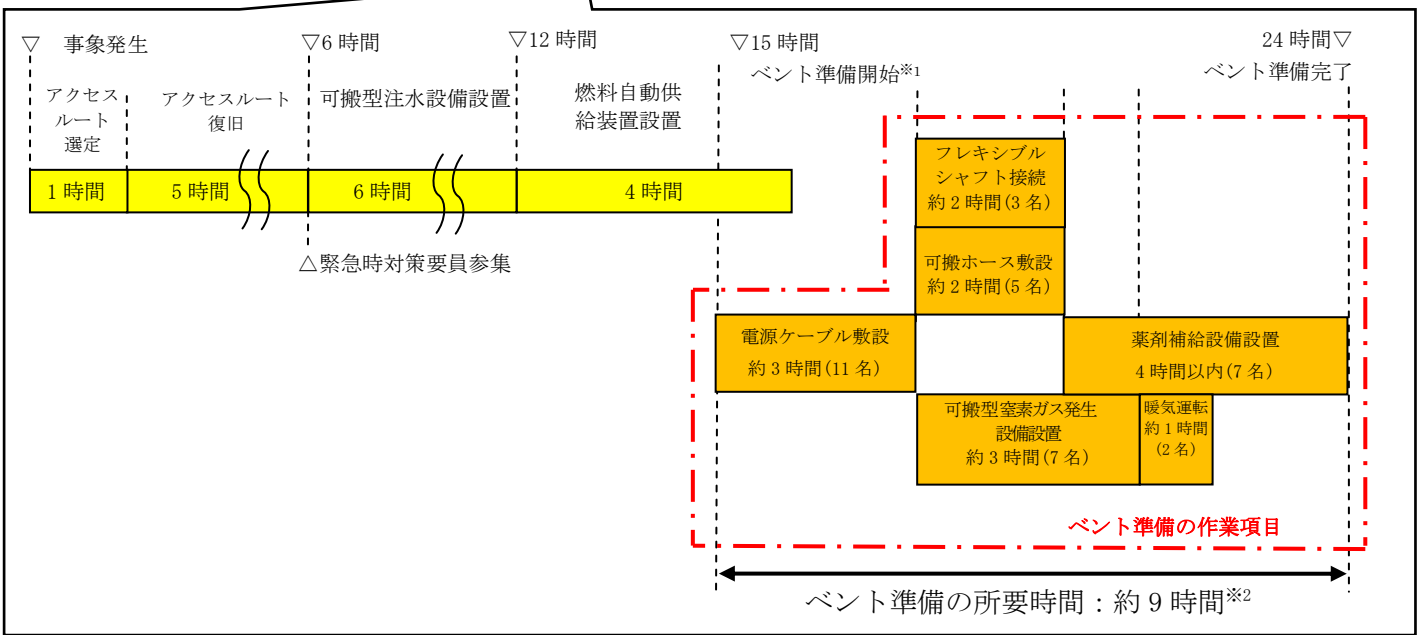 ▽ 事象発生
▽6 時間
▽12 時間
▽15 時間
24 時間▽
ベント準備開始※1
ベント準備完了
アクセス
ルート
選定
アクセスルート
復旧
可搬型注水設備設置
燃料自動供
給装置設置
1 時間
5 時間
6 時間
4 時間
△緊急時対策要員参集
フレキシブル
シャフト接続
約 2 時間(3 名)
可搬ホース敷設
約 2 時間(5 名)
電源ケーブル敷設
約 3 時間(11 名)
薬剤補給設備設置
4 時間以内(7 名)
可搬型窒素ガス発生
設備設置
約 3 時間(7 名)
暖気運転
約 1 時間
(2 名)
ベント準備の作業項目
ベント準備の所要時間：約 9 時間※2